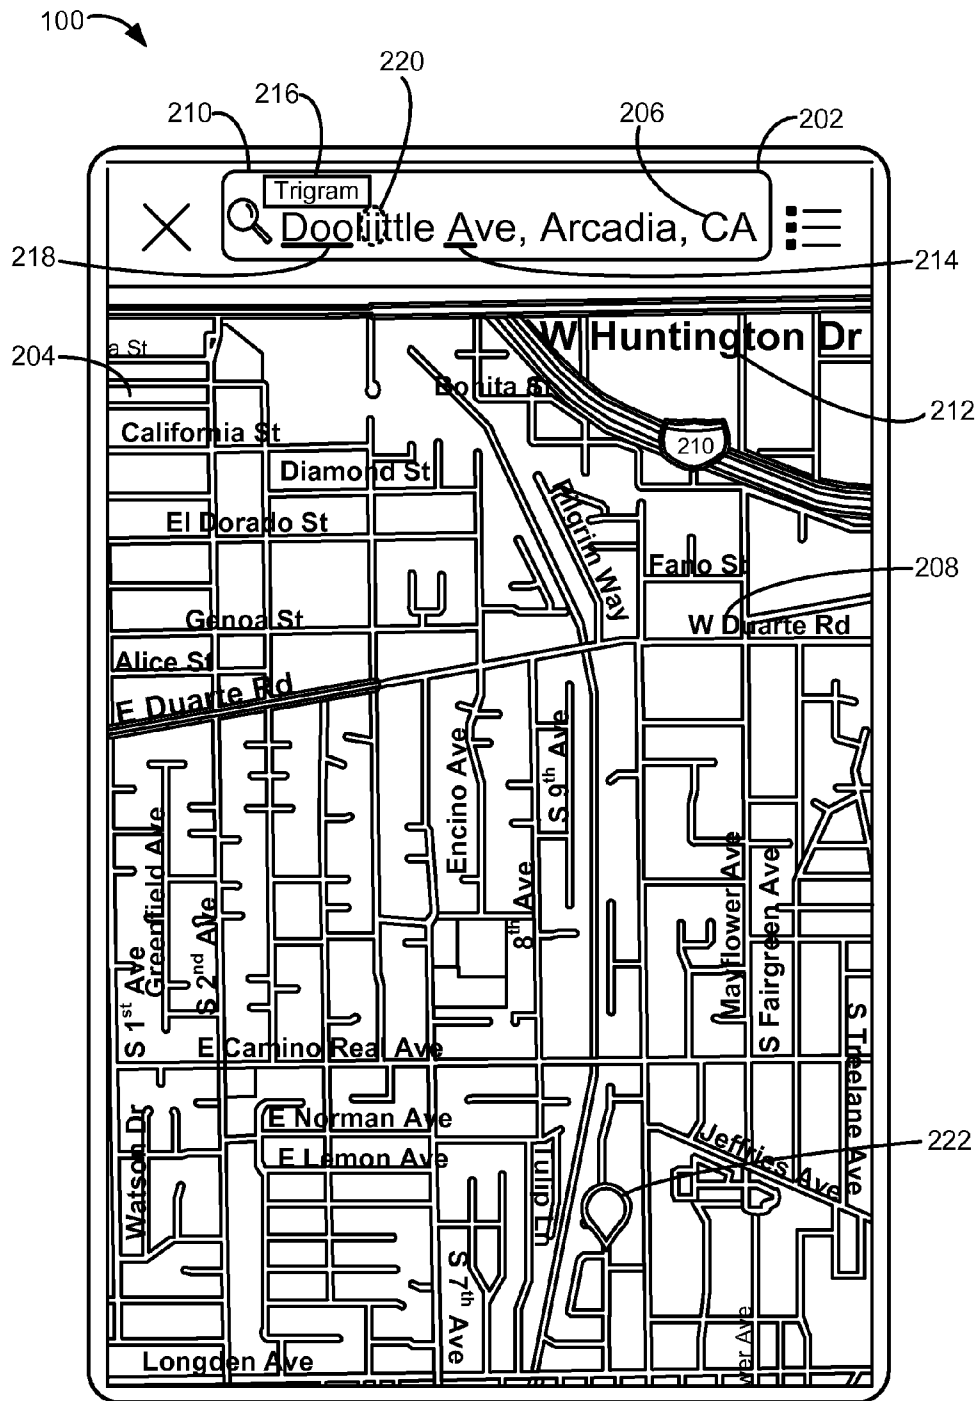 100
220
216
210
206
202
Trigram
Doolittle Ave, Arcadia, CA
218
214
W Huntington Dr
a St
204
Bonita St
212
California St
210
Diamond St
El Dorado St
Pilgrim Way
Fano St
208
Genoa St
W Duarte Rd
Alice St
E Duarte Rd
Encino Ave
S 9th Ave
Greenfield Ave
S 2nd Ave
S 1st Ave
8th Ave
Mayflower Ave
S Fairgreen Ave
S Treelane Ave
E Camino Real Ave
E Norman Ave
Watson Dr
E Lemon Ave
Tulip Ln
Jeffries Ave
222
S 7th Ave
wer Ave
Longden Ave